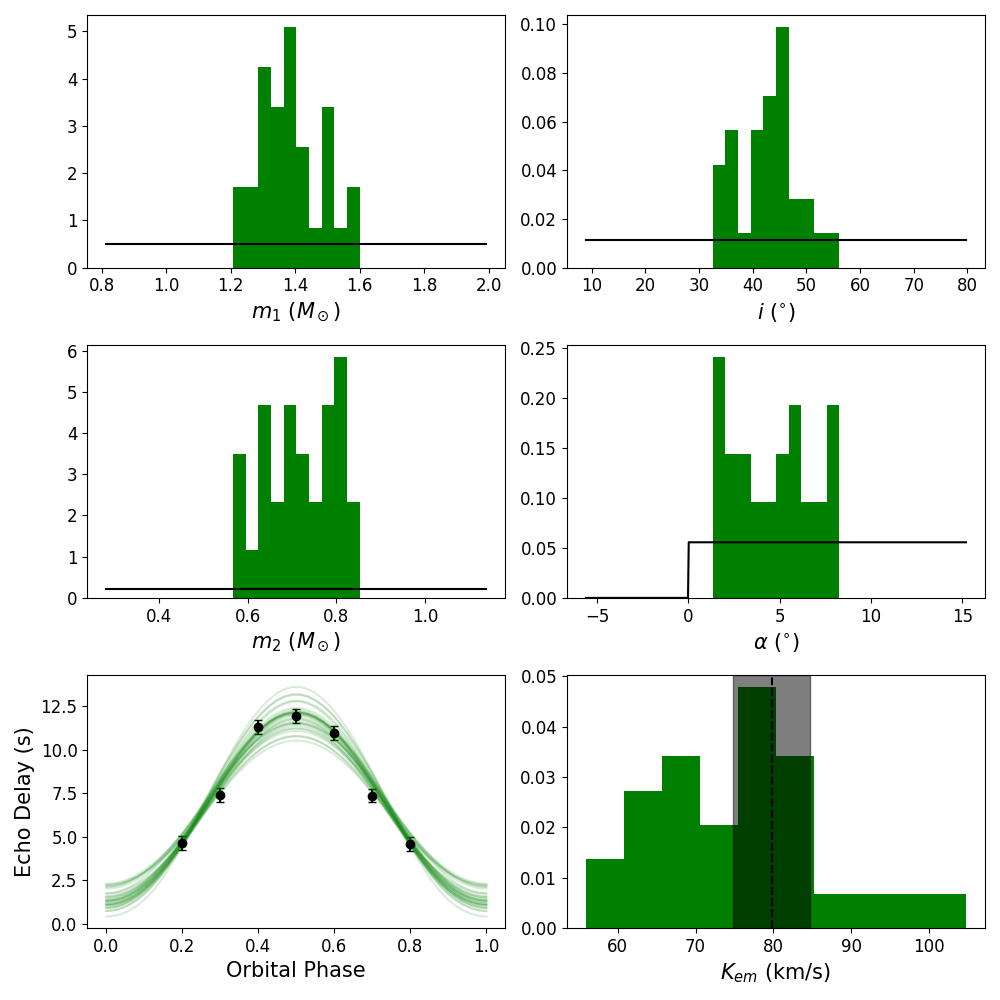 5
4
3
2
1
0
0.8 1.0 1.2 1.4 1.6 1.8 2.0
m₁ (M⊙)
0.10
0.08
0.06
0.04
0.02
0.00
10 20 30 40 50 60 70 80
i (°)
6
5
4
3
2
1
0
0.4 0.6 0.8 1.0
m₂ (M⊙)
0.25
0.20
0.15
0.10
0.05
0.00
−5 0 5 10 15
α (°)
Echo Delay (s)
12.5
10.0
7.5
5.0
2.5
0.0
0.0 0.2 0.4 0.6 0.8 1.0
Orbital Phase
0.05
0.04
0.03
0.02
0.01
0.00
60 70 80 90 100
Kₑₘ (km/s)